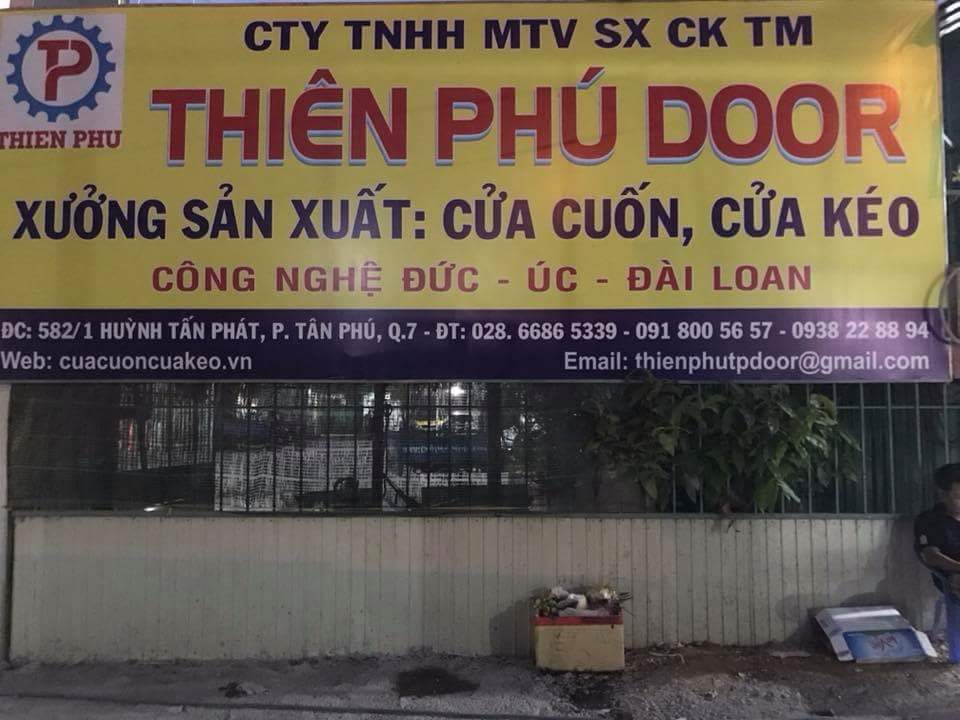 TP
THIEN PHU
CTY TNHH MTV SX CK TM
THIÊN PHÚ DOOR
XƯỞNG SẢN XUẤT: CỬA CUỐN, CỬA KÉO
CÔNG NGHỆ ĐỨC - ÚC - ĐÀI LOAN
ĐC: 582/1 HUỲNH TẤN PHÁT, P. TÂN PHÚ, Q.7 - ĐT: 028. 6686 5339 - 091 800 56 57 - 0938 22 88 94
Web: cuacuoncuakeo.vn Email: thienphutpdoor@gmail.com